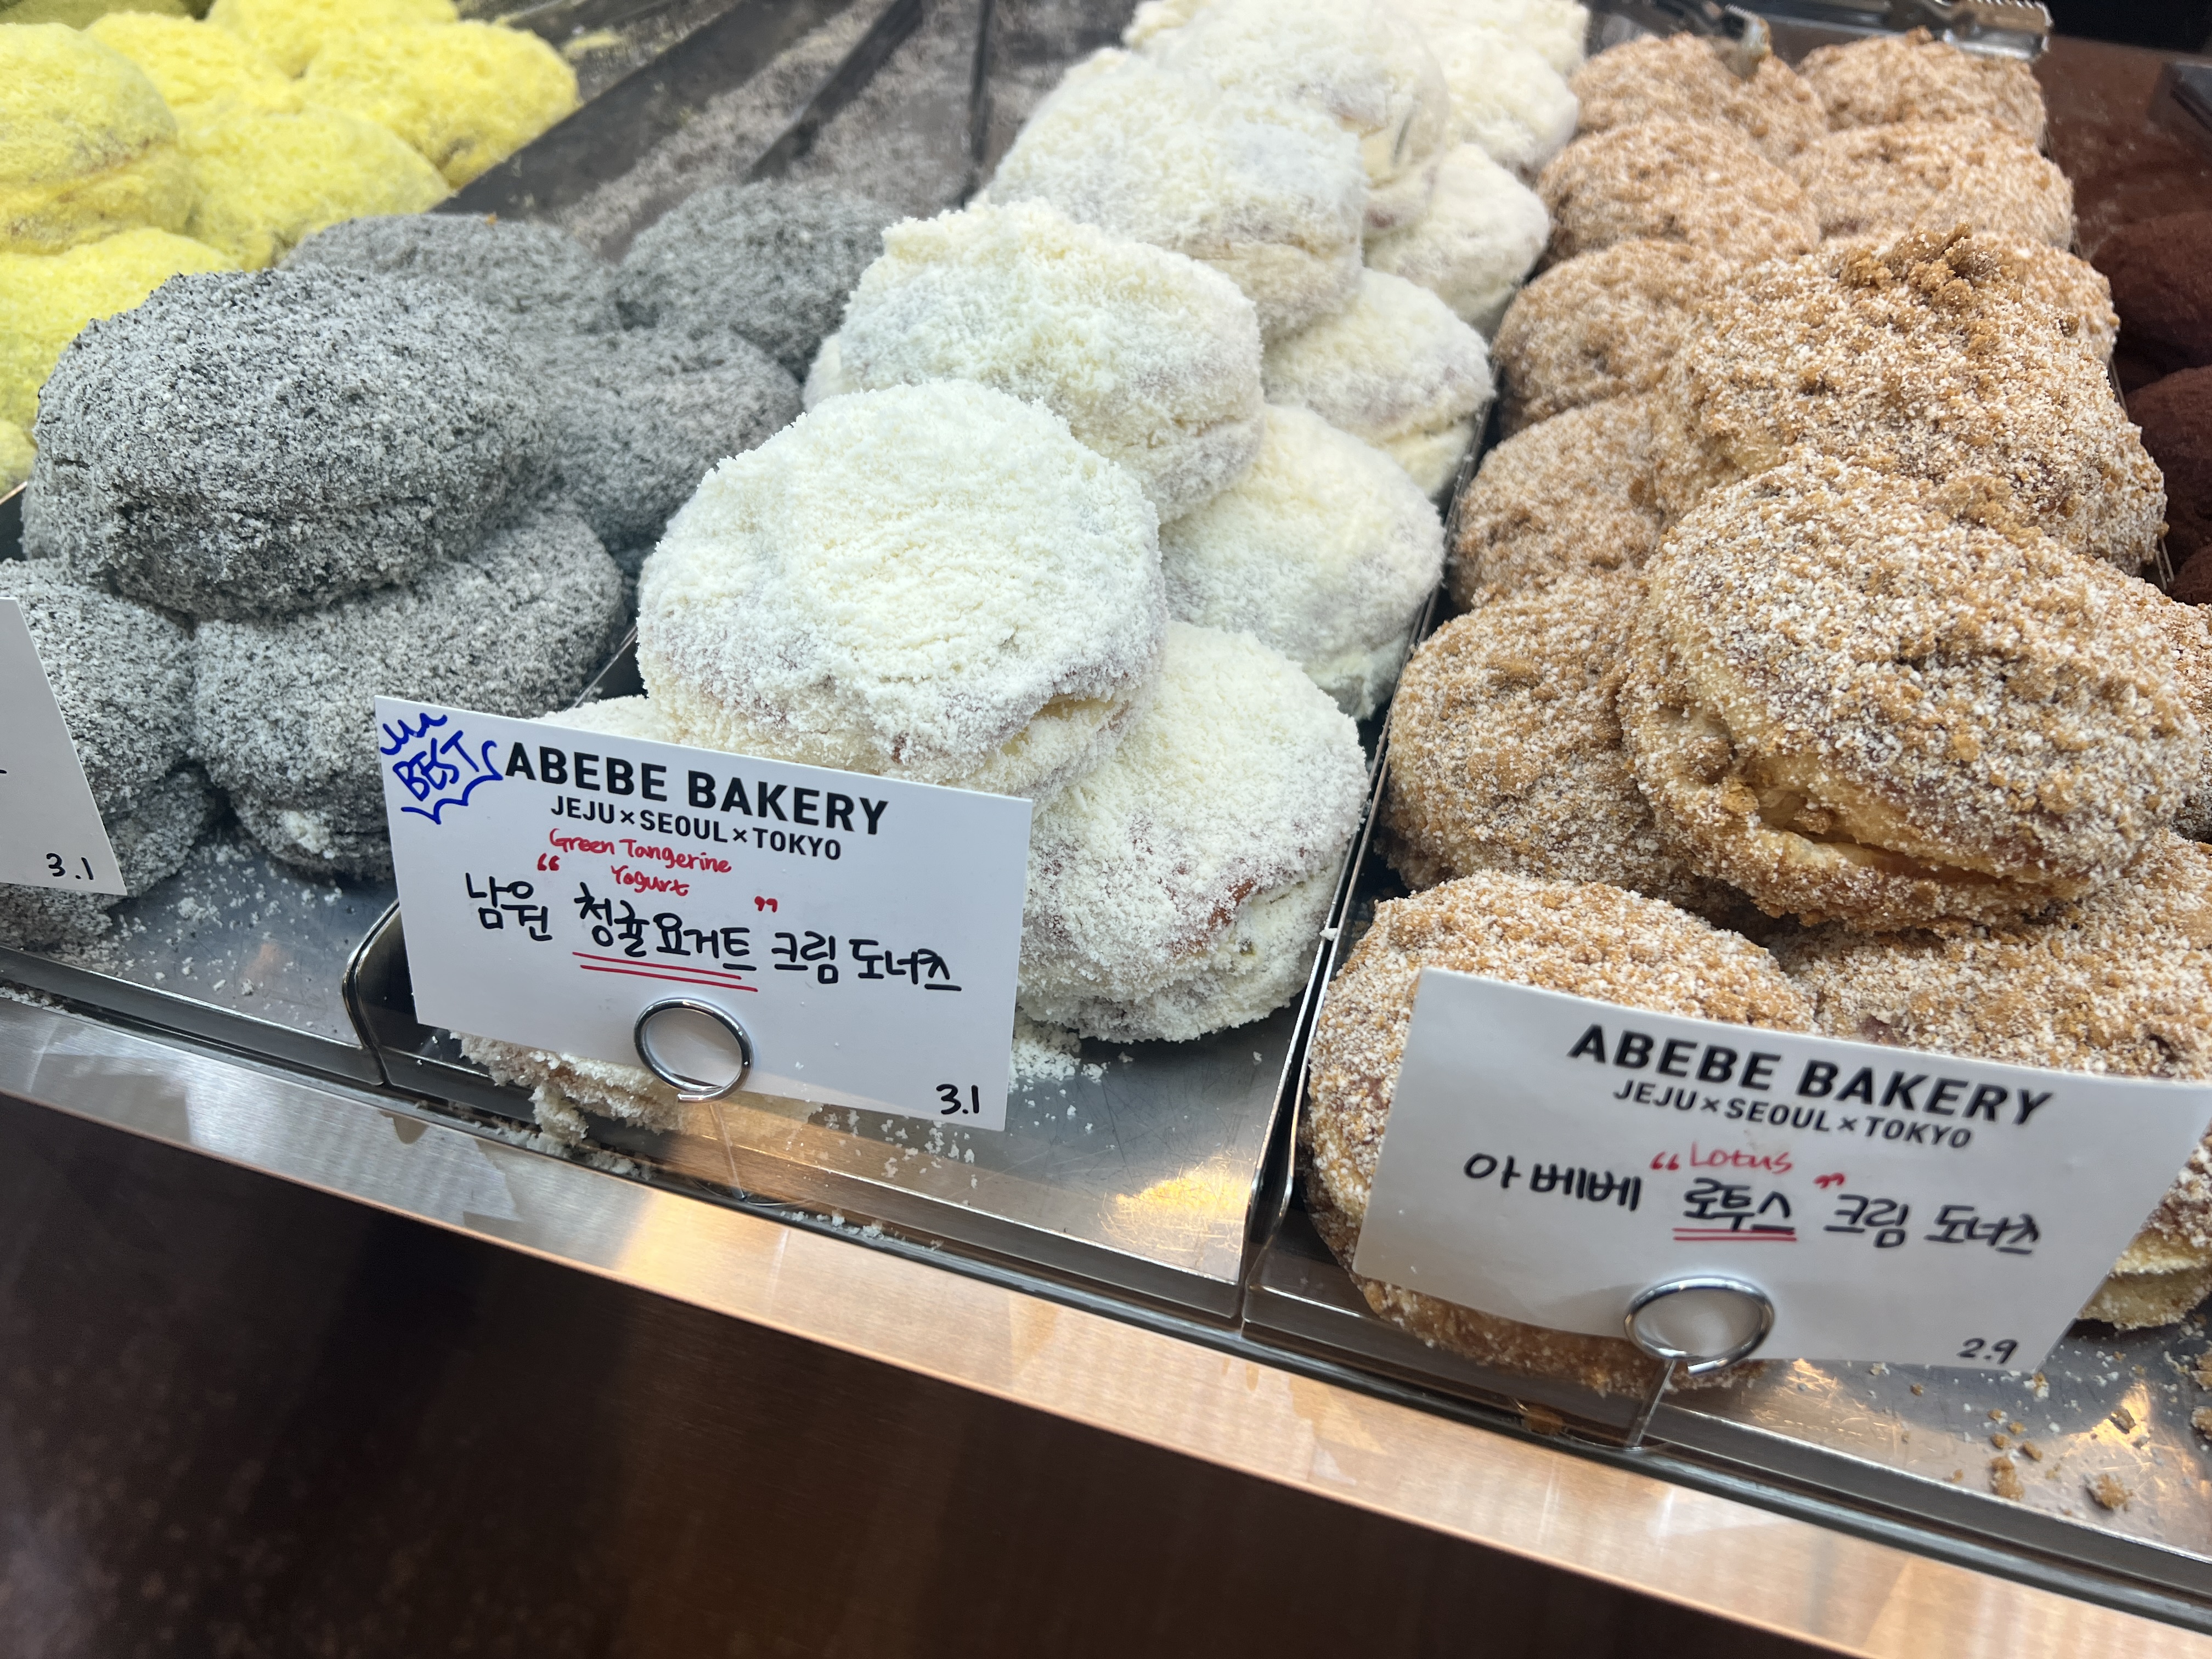 3.1
BEST
ABEBE BAKERY
JEJU×SEOUL×TOKYO
Green Tangerine
Yogurt
남원 "청귤요거트" 크림 도너츠
3.1
ABEBE BAKERY
JEJU×SEOUL×TOKYO
Lotus
아베베 "로투스" 크림 도너츠
2.9